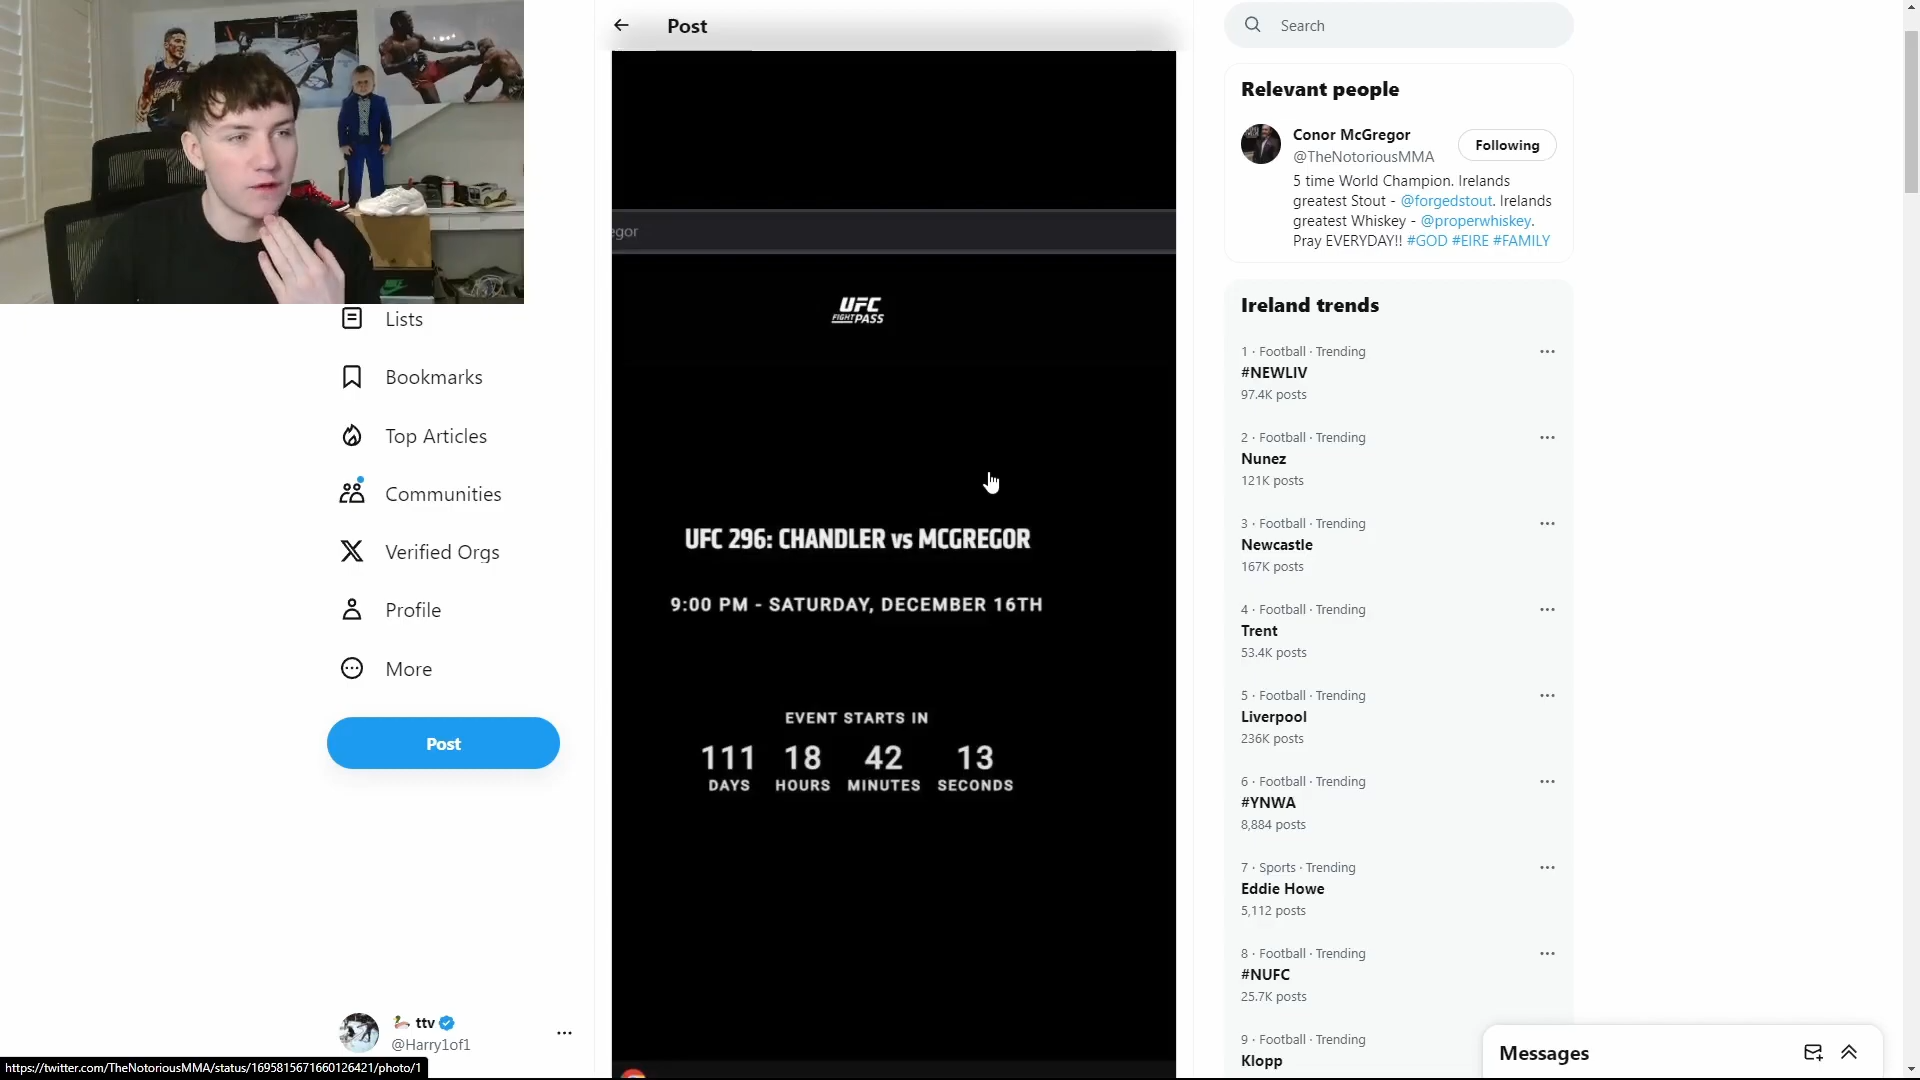 Post
egor
UFC
FIGHT PASS
UFC 296: CHANDLER vs MCGREGOR
9:00 PM - SATURDAY, DECEMBER 16TH
EVENT STARTS IN
111 18 42 13
DAYS HOURS MINUTES SECONDS
Lists
Bookmarks
Top Articles
Communities
Verified Orgs
Profile
More
Post
ttv
@Harry1of1
https://twitter.com/TheNotoriousMMA/status/1695815671660126421/photo/1
Search
Relevant people
Conor McGregor
@TheNotoriousMMA
Following
5 time World Champion. Irelands
greatest Stout - @forgedstout. Irelands
greatest Whiskey - @properwhiskey.
Pray EVERYDAY!! #GOD #EIRE #FAMILY
Ireland trends
1 · Football · Trending
#NEWLIV
97.4K posts
2 · Football · Trending
Nunez
121K posts
3 · Football · Trending
Newcastle
167K posts
4 · Football · Trending
Trent
53.4K posts
5 · Football · Trending
Liverpool
236K posts
6 · Football · Trending
#YNWA
8,884 posts
7 · Sports · Trending
Eddie Howe
5,112 posts
8 · Football · Trending
#NUFC
25.7K posts
9 · Football · Trending
Klopp
Messages